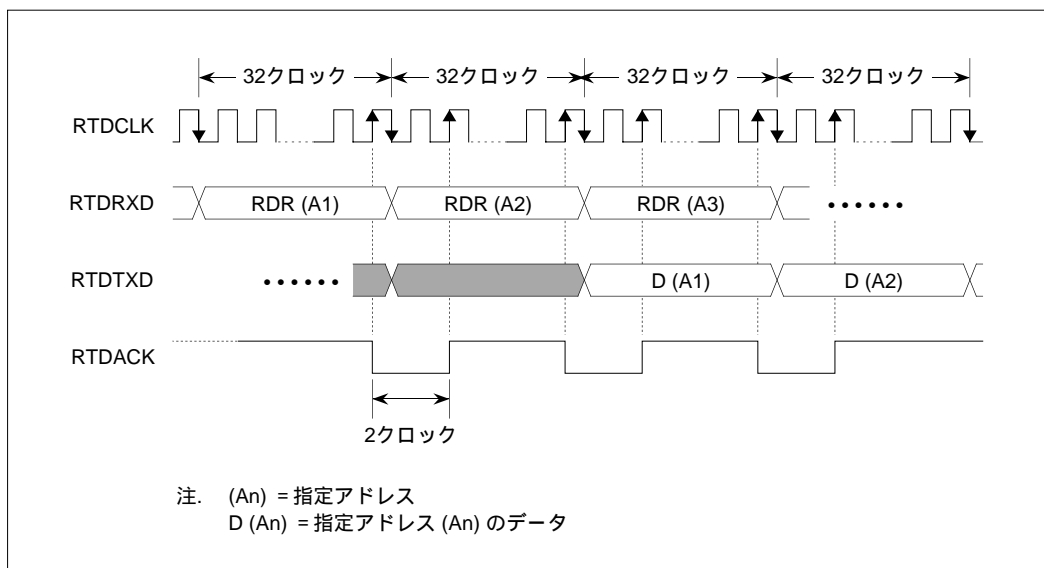 32クロック 32クロック 32クロック 32クロック
RTDCLK
RTDRXD RDR (A1) RDR (A2) RDR (A3) ••••••
RTDTXD •••••• D (A1) D (A2)
RTDACK
2クロック
注. (An) = 指定アドレス
D (An) = 指定アドレス (An) のデータ